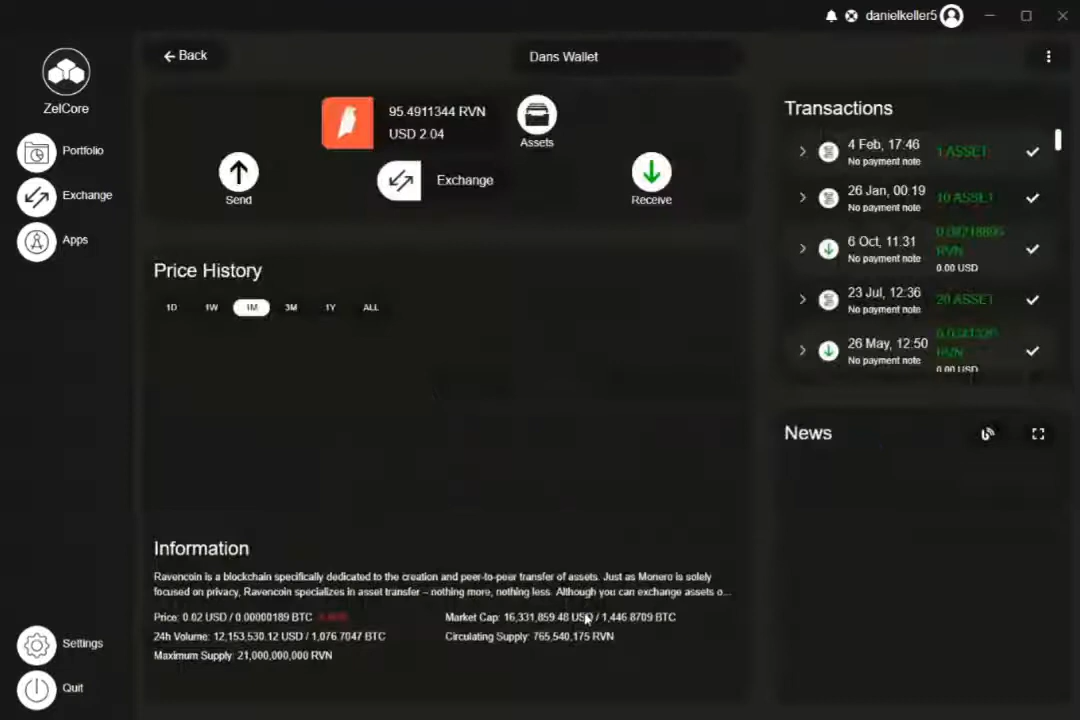 danielkeller5
ZelCore
Portfolio
Exchange
Apps
Settings
Quit
Back
Dans Wallet
95.4911344 RVN
USD 2.04
Assets
Send
Exchange
Receive
Price History
1D 1W 1M 3M 1Y ALL
Information
Ravencoin is a blockchain specifically dedicated to the creation and peer-to-peer transfer of assets. Just as Monero is solely
focused on privacy, Ravencoin specializes in asset transfer – nothing more, nothing less. Although you can exchange assets o...
Price: 0.02 USD / 0.00000189 BTC
Market Cap: 16,331,859.48 USD / 1,446.8709 BTC
24h Volume: 12,153,530.12 USD / 1,076.7047 BTC
Circulating Supply: 765,540,175 RVN
Maximum Supply: 21,000,000,000 RVN
Transactions
4 Feb, 17:46 1 ASSET
No payment note
26 Jan, 00:19 10 ASSET
No payment note
6 Oct, 11:31
RVN
No payment note
0.00 USD
23 Jul, 12:36 20 ASSET
No payment note
26 May, 12:50
RVN
No payment note
0.00 USD
News